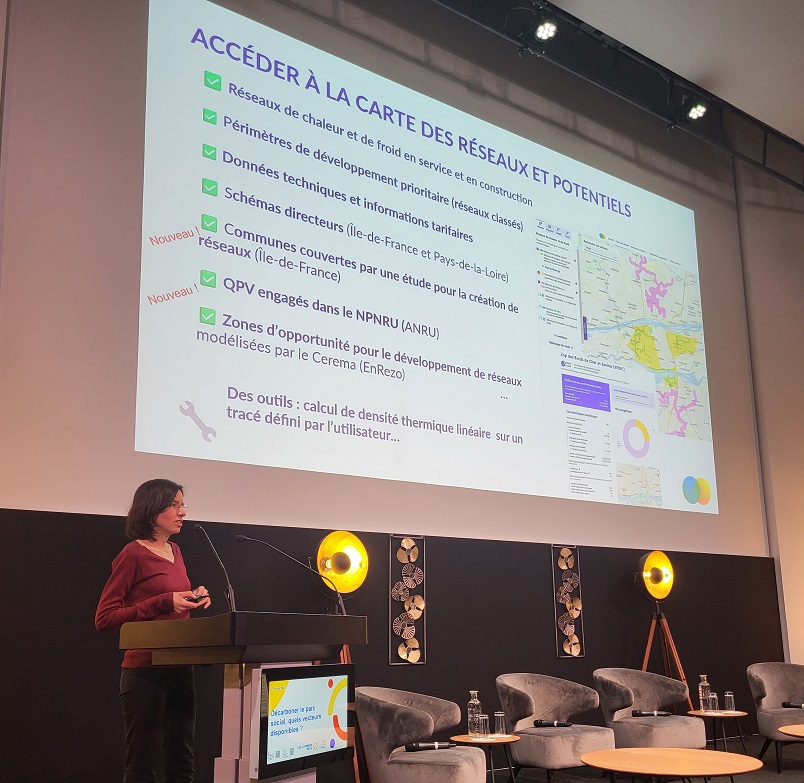 ACCÉDER À LA CARTE DES RÉSEAUX ET POTENTIELS
Réseaux de chaleur et de froid en service et en construction
Périmètres de développement prioritaire (réseaux classés)
Données techniques et informations tarifaires
Schémas directeurs (Île-de-France et Pays-de-la-Loire)
Nouveau !
Communes couvertes par une étude pour la création de
réseaux (Île-de-France)
QPV engagés dans le NPNRU (ANRU)
Nouveau !
Zones d'opportunité pour le développement de réseaux
modélisées par le Cerema (EnRezo)
...
Des outils : calcul de densité thermique linéaire sur un
tracé défini par l'utilisateur...
Décarboner le parc
social, quels vecteurs
disponibles ?